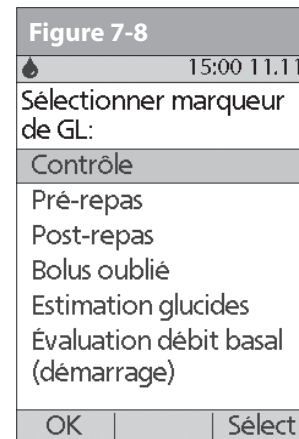 Figure 7-8
15:00 11.11
Sélectionner marqueur
de GL:
Contrôle
Pré-repas
Post-repas
Bolus oublié
Estimation glucides
Évaluation débit basal
(démarrage)
OK Sélect